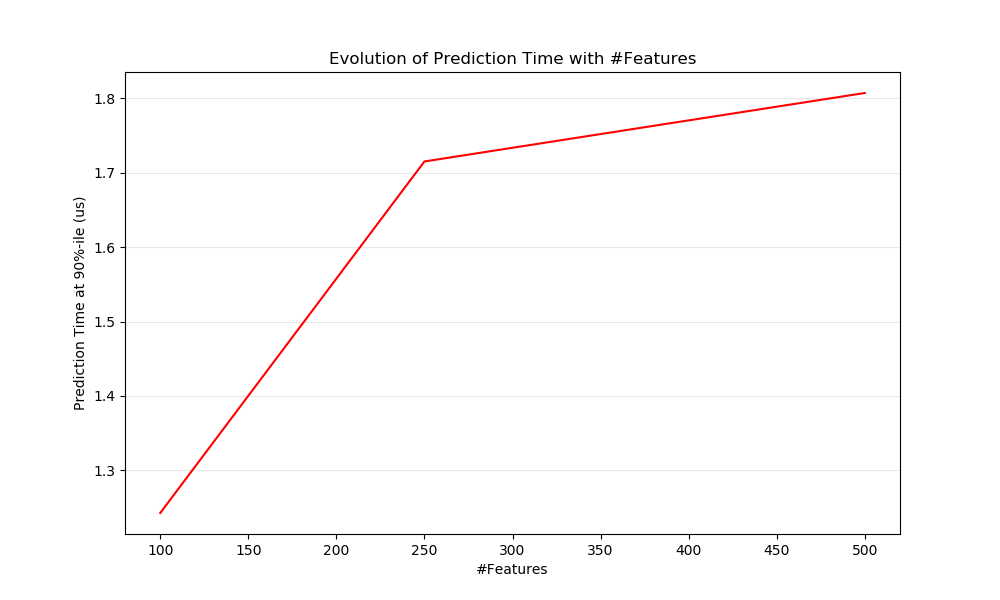 Evolution of Prediction Time with #Features
Prediction Time at 90%-ile (us)
1.8
1.7
1.6
1.5
1.4
1.3
100 150 200 250 300 350 400 450 500
#Features